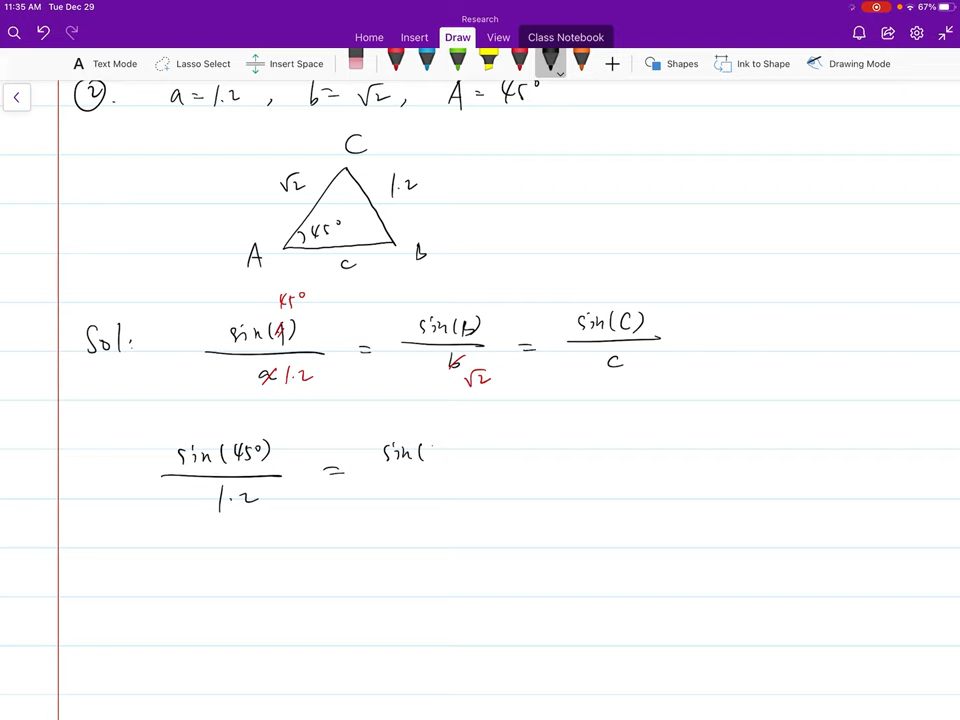 11:35 AM Tue Dec 29
67%
Research
Home Insert Draw View Class Notebook
Text Mode Lasso Select Insert Space Shapes Ink to Shape Drawing Mode
② . a = 1.2 , b = √2 , A = 45°
C
√2 1.2
45°
A B
c
45°
Sol: sin(A) / a 1.2 = sin(B) / b √2 = sin(C) / c
sin(45°) / 1.2 = sin(